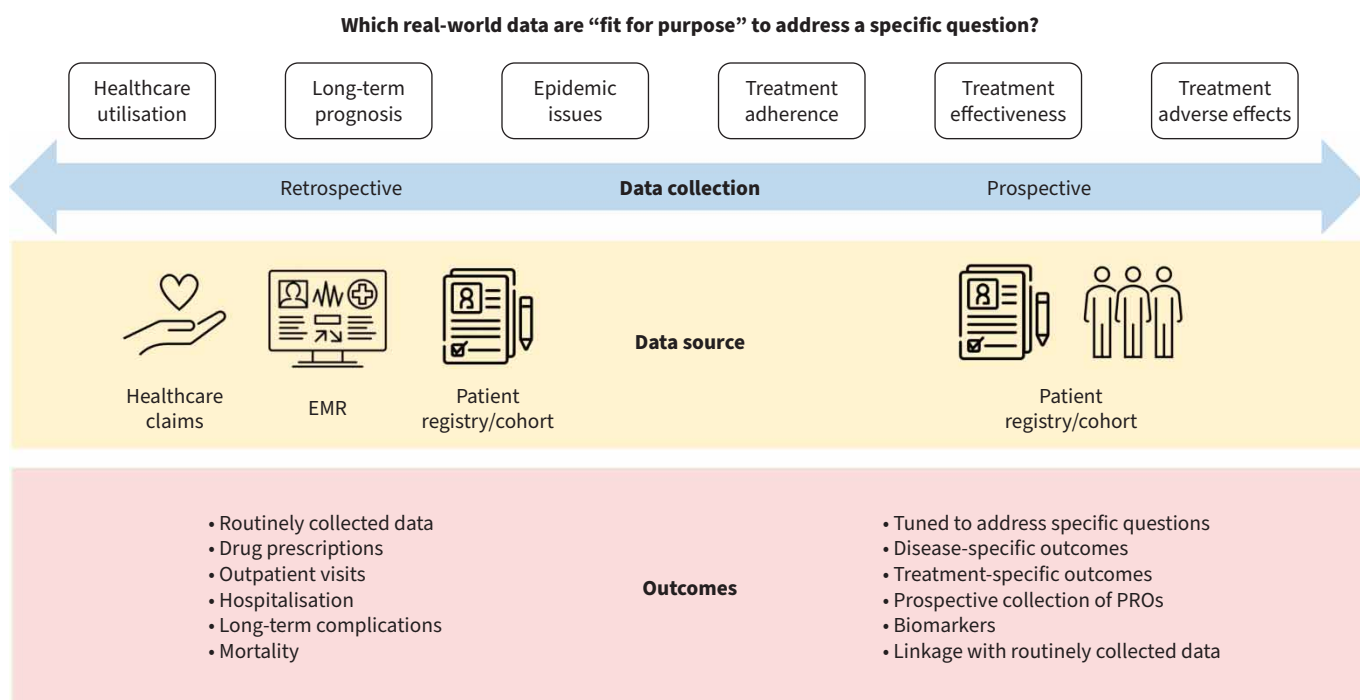 Which real-world data are “fit for purpose” to address a specific question?
Healthcare
utilisation
Long-term
prognosis
Epidemic
issues
Treatment
adherence
Treatment
effectiveness
Treatment
adverse effects
Retrospective
Data collection
Prospective
Data source
Healthcare
claims
EMR
Patient
registry/cohort
Patient
registry/cohort
• Routinely collected data
• Drug prescriptions
• Outpatient visits
• Hospitalisation
• Long-term complications
• Mortality
Outcomes
• Tuned to address specific questions
• Disease-specific outcomes
• Treatment-specific outcomes
• Prospective collection of PROs
• Biomarkers
• Linkage with routinely collected data